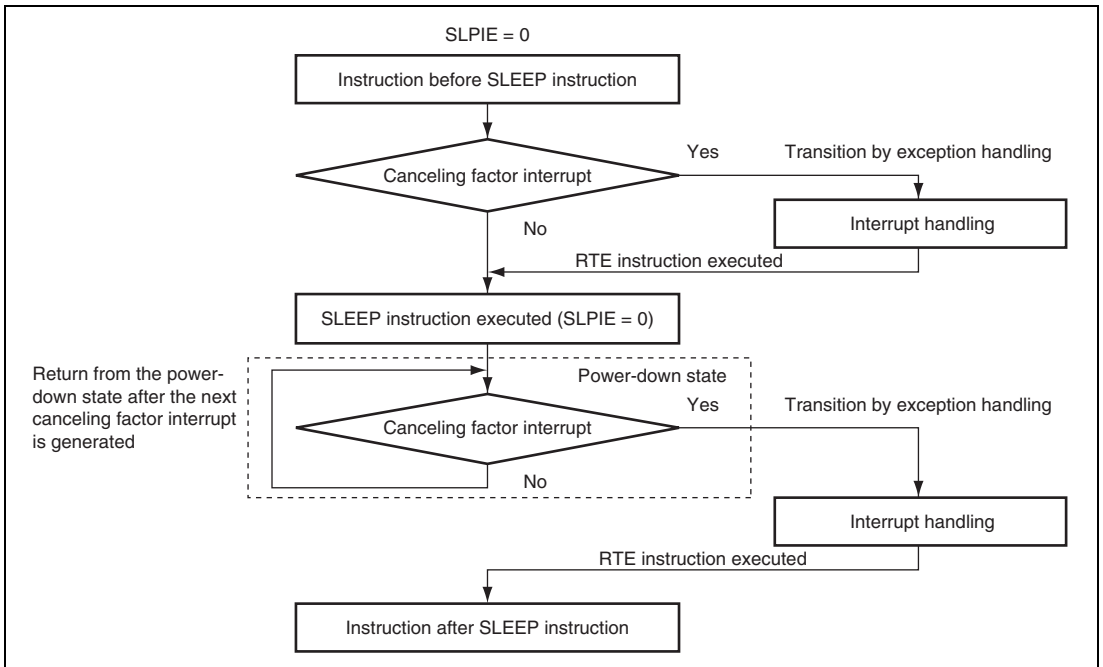 SLPIE = 0
Instruction before SLEEP instruction
Yes
Transition by exception handling
Canceling factor interrupt
Interrupt handling
No
RTE instruction executed
SLEEP instruction executed (SLPIE = 0)
Return from the power-
down state after the next
canceling factor interrupt
is generated
Power-down state
Yes
Transition by exception handling
Canceling factor interrupt
No
Interrupt handling
RTE instruction executed
Instruction after SLEEP instruction